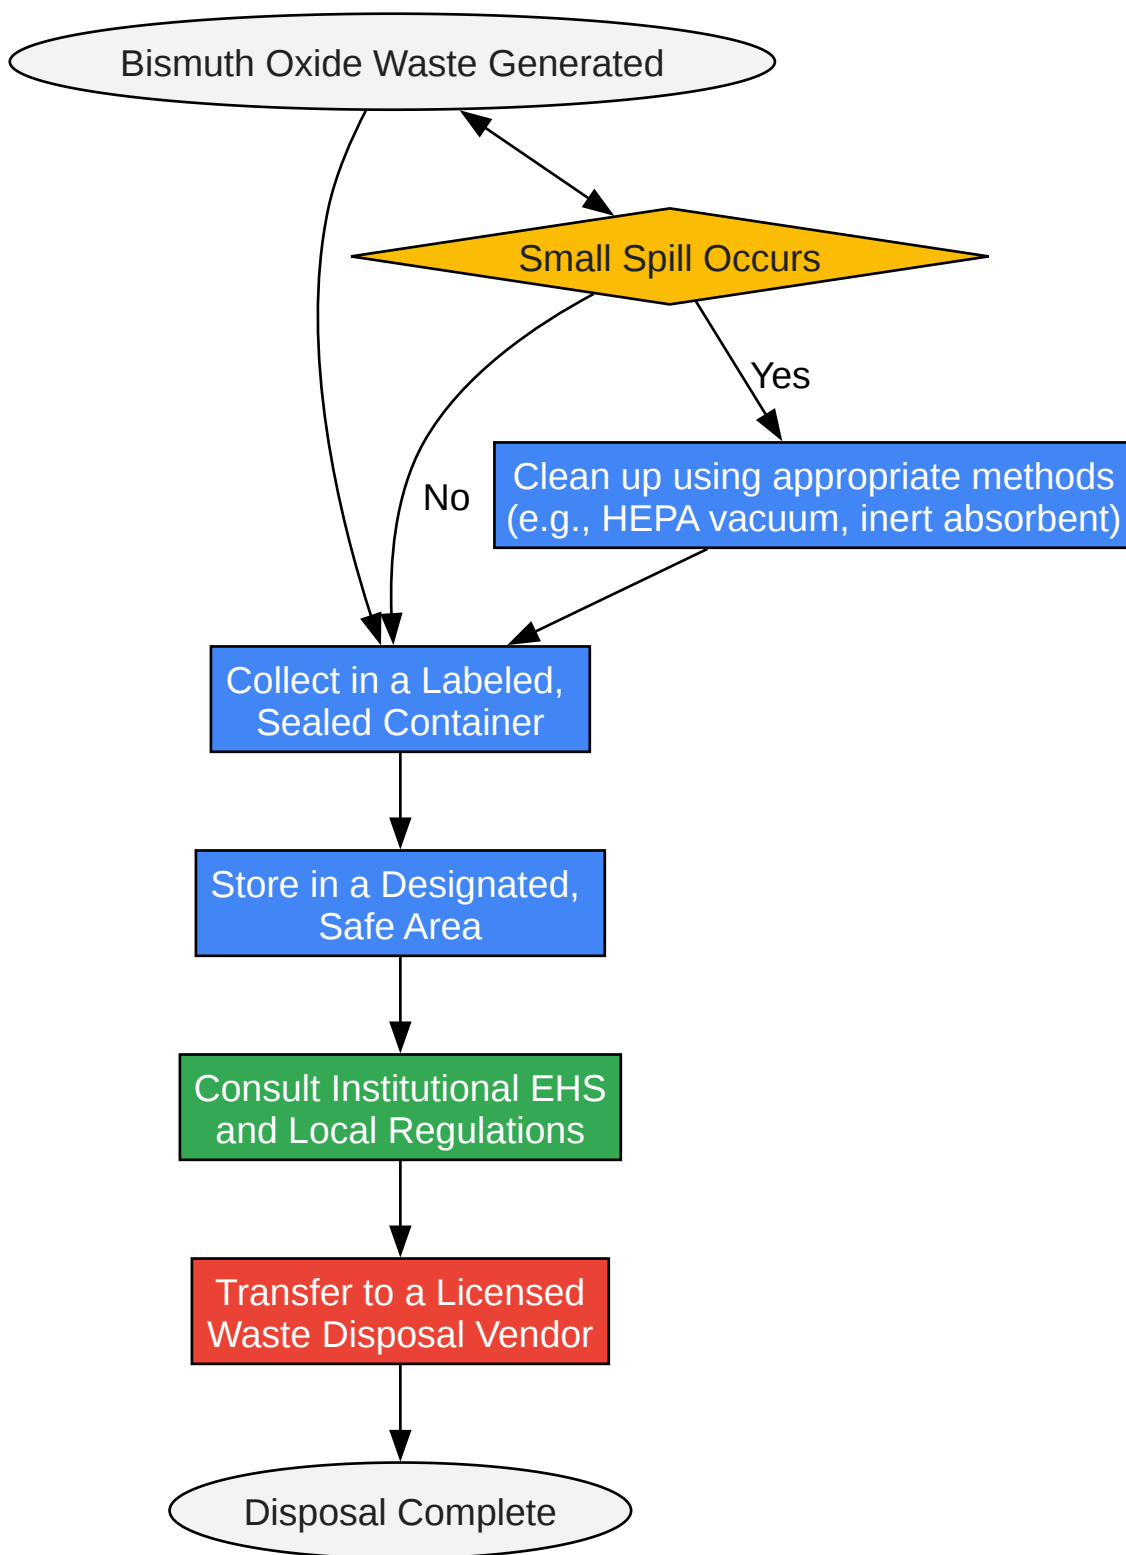 Bismuth Oxide Waste Generated
Small Spill Occurs
Yes
Clean up using appropriate methods
(e.g., HEPA vacuum, inert absorbent)
No
Collect in a Labeled,
Sealed Container
Store in a Designated,
Safe Area
Consult Institutional EHS
and Local Regulations
Transfer to a Licensed
Waste Disposal Vendor
Disposal Complete